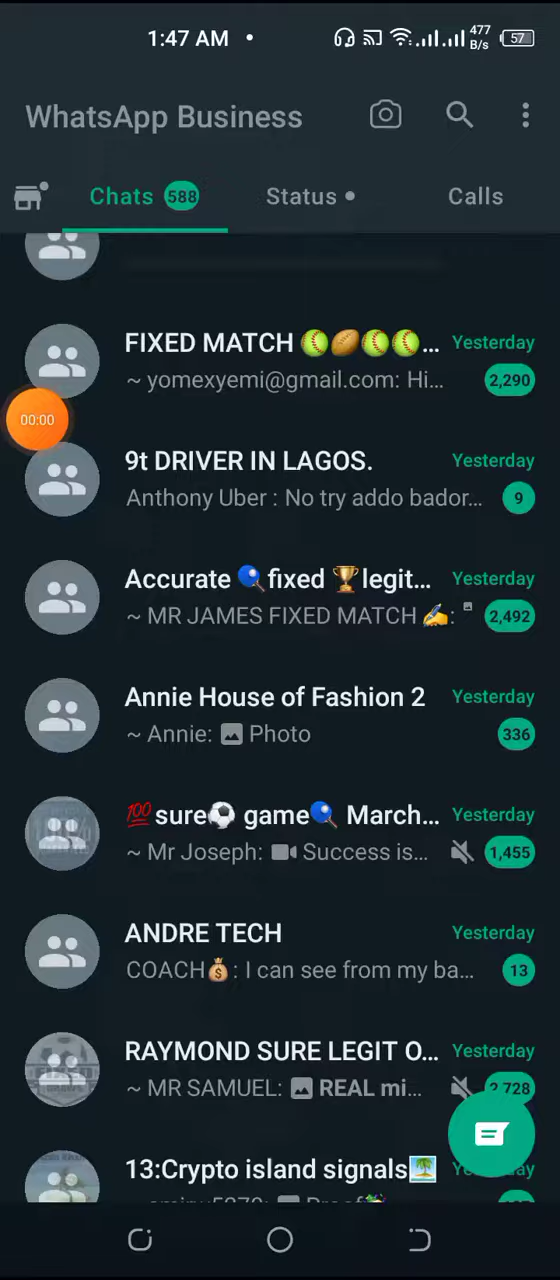 1:47 AM
477 B/s
57
WhatsApp Business
Chats 588 Status Calls
FIXED MATCH 🥎🏉🥎🥎... Yesterday
~ yomexyemi@gmail.com: Hi... 2,290
00:00
9t DRIVER IN LAGOS. Yesterday
Anthony Uber : No try addo bador... 9
Accurate 🏓fixed 🏆legit... Yesterday
~ MR JAMES FIXED MATCH ✍️: 2,492
Annie House of Fashion 2 Yesterday
~ Annie: Photo 336
💯sure⚽ game🏓 March... Yesterday
~ Mr Joseph: Success is... 1,455
ANDRE TECH Yesterday
COACH💰: I can see from my ba... 13
RAYMOND SURE LEGIT O... Yesterday
~ MR SAMUEL: REAL mi... 2,728
13:Crypto island signals🏝️